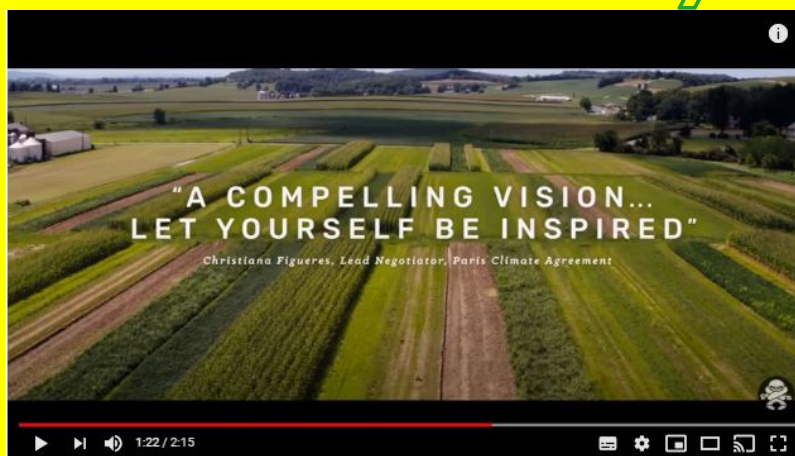 “A COMPELLING VISION...
LET YOURSELF BE INSPIRED”
Christiana Figueres, Lead Negotiator, Paris Climate Agreement
1:22 / 2:15